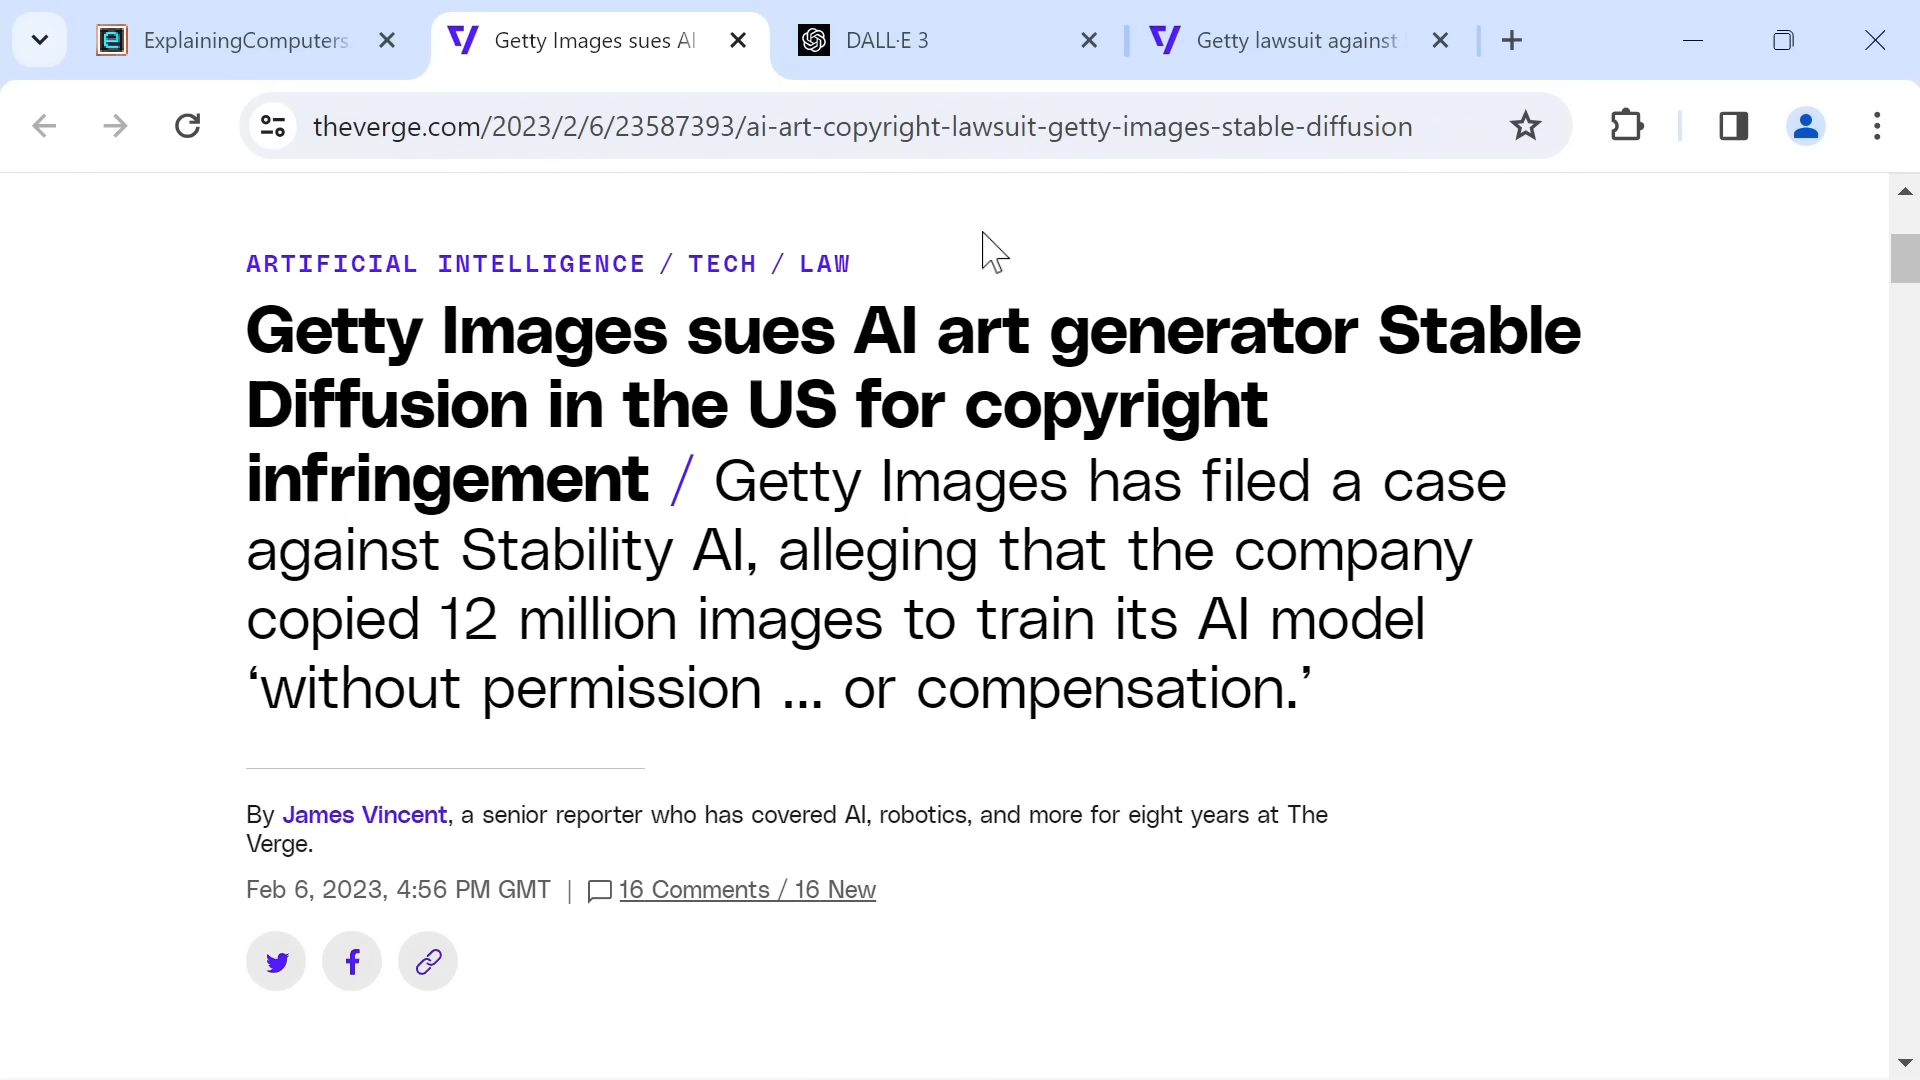 ExplainingComputers
Getty Images sues AI
DALL·E 3
Getty lawsuit against
theverge.com/2023/2/6/23587393/ai-art-copyright-lawsuit-getty-images-stable-diffusion
ARTIFICIAL INTELLIGENCE / TECH / LAW
Getty Images sues AI art generator Stable
Diffusion in the US for copyright
infringement / Getty Images has filed a case
against Stability AI, alleging that the company
copied 12 million images to train its AI model
‘without permission ... or compensation.’
By James Vincent, a senior reporter who has covered AI, robotics, and more for eight years at The
Verge.
Feb 6, 2023, 4:56 PM GMT | 16 Comments / 16 New